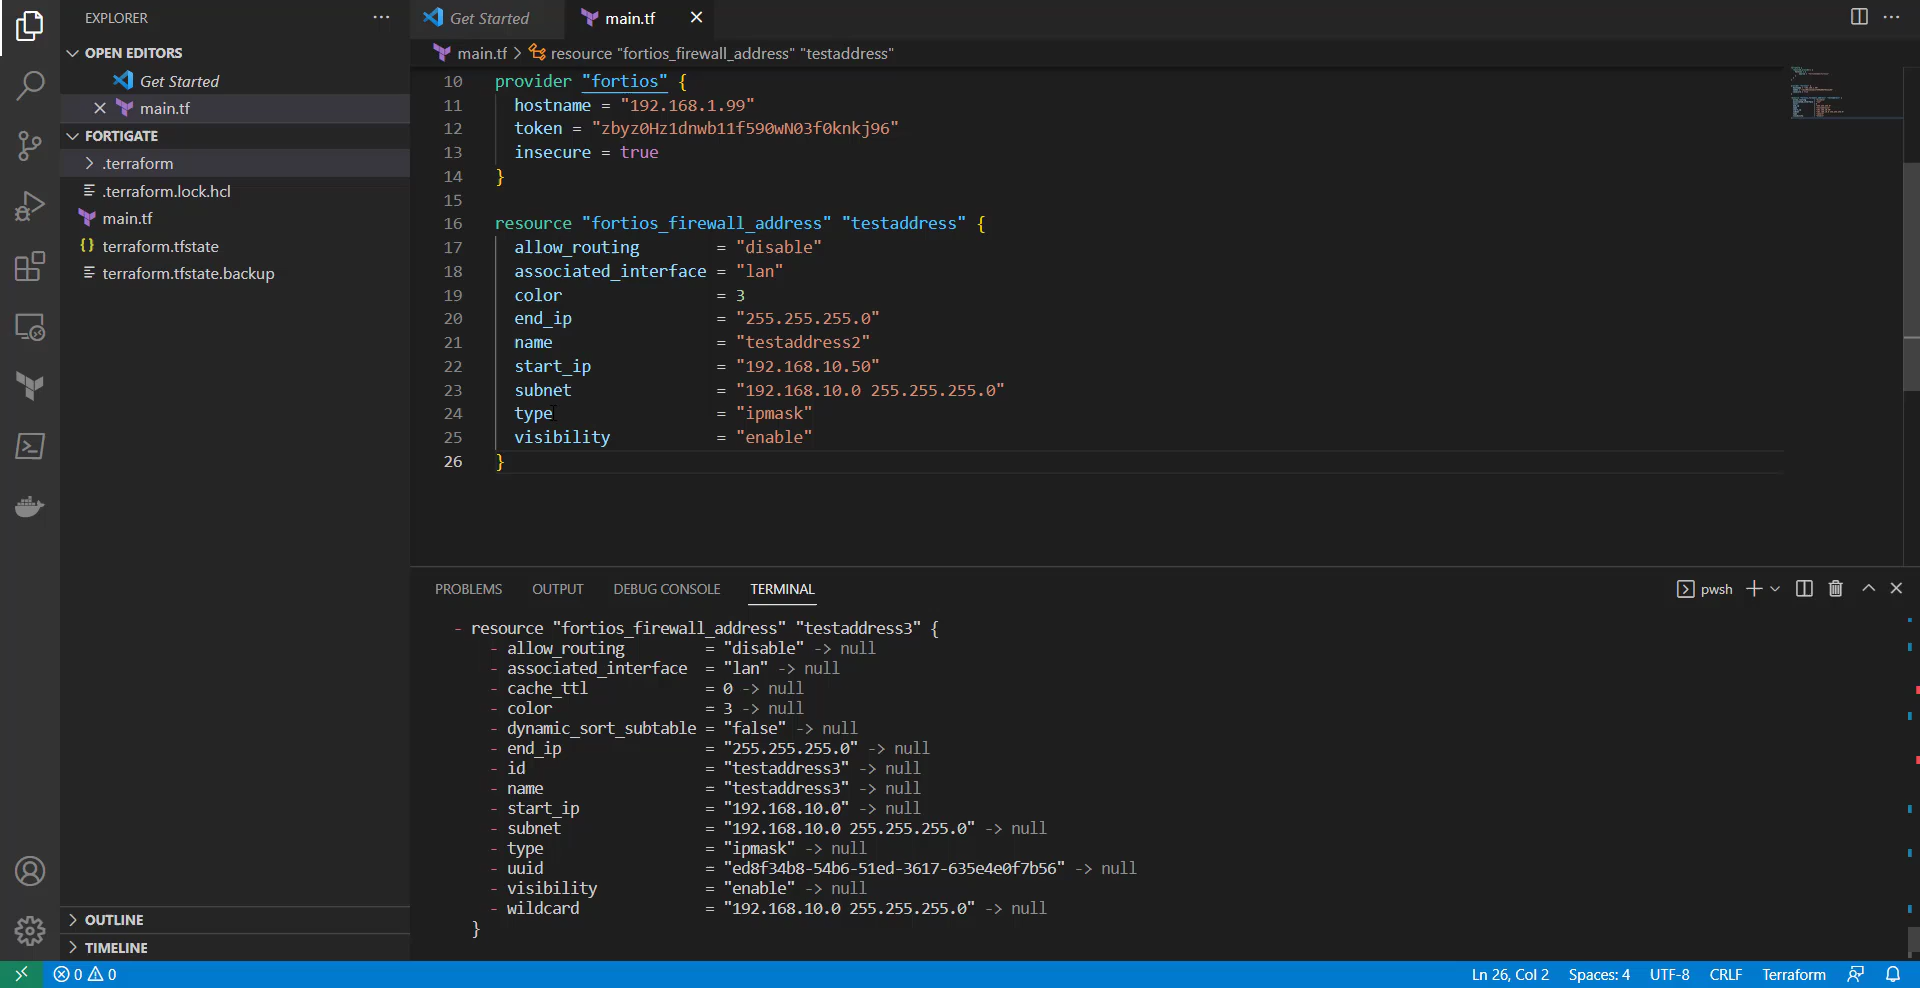 EXPLORER
OPEN EDITORS
Get Started
main.tf
FORTIGATE
.terraform
.terraform.lock.hcl
main.tf
terraform.tfstate
terraform.tfstate.backup
OUTLINE
TIMELINE
Get Started
main.tf
main.tf > resource "fortios_firewall_address" "testaddress"
10 provider "fortios" {
11 hostname = "192.168.1.99"
12 token = "zbyz0Hz1dnwb11f590wN03f0knkj96"
13 insecure = true
14 }
15
16 resource "fortios_firewall_address" "testaddress" {
17 allow_routing = "disable"
18 associated_interface = "lan"
19 color = 3
20 end_ip = "255.255.255.0"
21 name = "testaddress2"
22 start_ip = "192.168.10.50"
23 subnet = "192.168.10.0 255.255.255.0"
24 type = "ipmask"
25 visibility = "enable"
26 }
PROBLEMS OUTPUT DEBUG CONSOLE TERMINAL pwsh
- resource "fortios_firewall_address" "testaddress3" {
- allow_routing = "disable" -> null
- associated_interface = "lan" -> null
- cache_ttl = 0 -> null
- color = 3 -> null
- dynamic_sort_subtable = "false" -> null
- end_ip = "255.255.255.0" -> null
- id = "testaddress3" -> null
- name = "testaddress3" -> null
- start_ip = "192.168.10.0" -> null
- subnet = "192.168.10.0 255.255.255.0" -> null
- type = "ipmask" -> null
- uuid = "ed8f34b8-54b6-51ed-3617-635e4e0f7b56" -> null
- visibility = "enable" -> null
- wildcard = "192.168.10.0 255.255.255.0" -> null
}
0 0 Ln 26, Col 2 Spaces: 4 UTF-8 CRLF Terraform